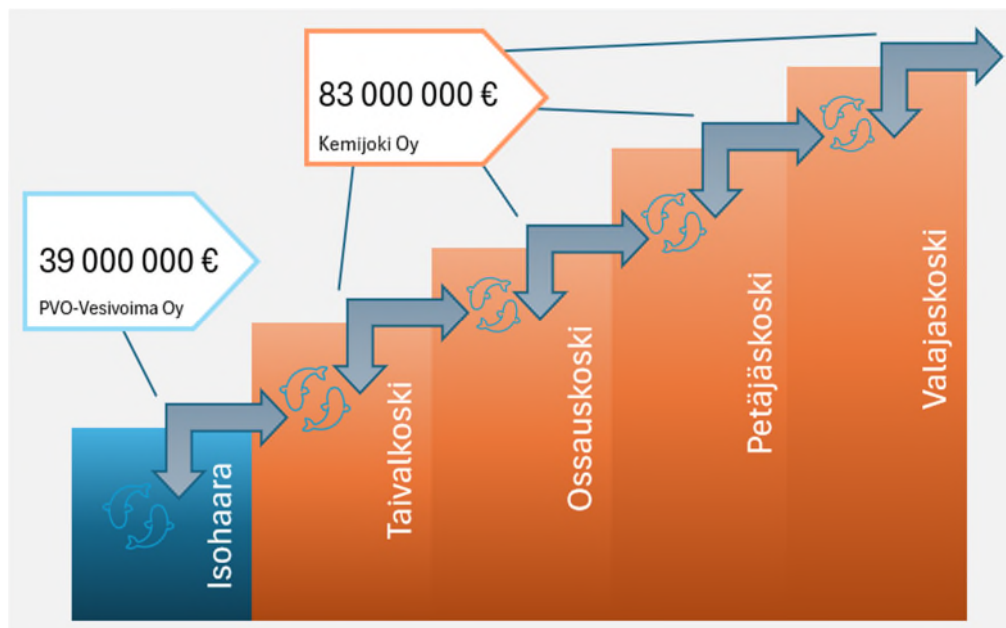 83 000 000 €
Kemijoki Oy
39 000 000 €
PVO-Vesivoima Oy
Isohaara
Taivalkoski
Ossauskoski
Petäjäskoski
Valajaskoski